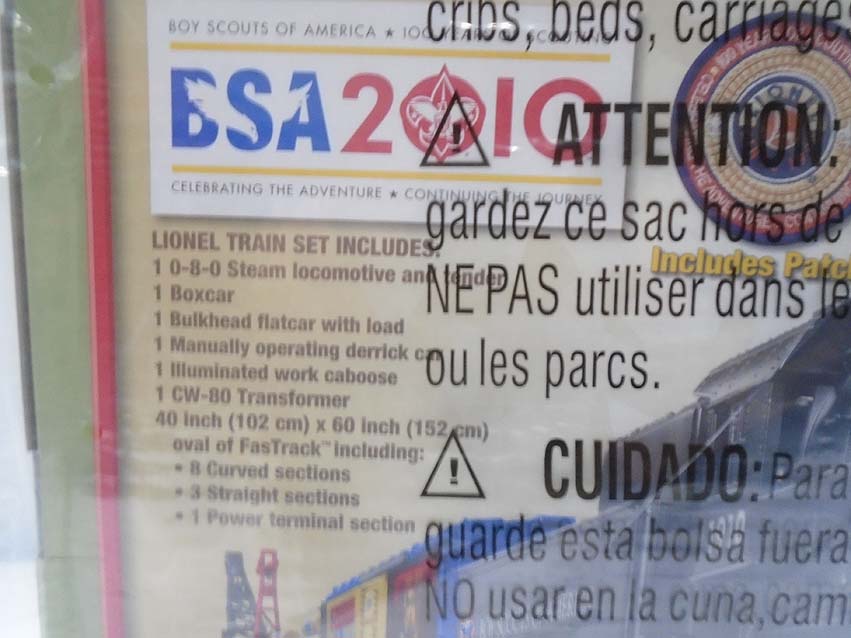 cribs, beds, carriages
BOY SCOUTS OF AMERICA ★ 100 YEARS OF SCOUTING
BSA 2010
CELEBRATING THE ADVENTURE ★ CONTINUING THE JOURNEY
LIONEL
Includes Patch
LIONEL TRAIN SET INCLUDES:
1 0-8-0 Steam locomotive and tender
1 Boxcar
1 Bulkhead flatcar with load
1 Manually operating derrick car
1 Illuminated work caboose
1 CW-80 Transformer
40 inch (102 cm) x 60 inch (152 cm)
oval of FasTrack™ including:
• 8 Curved sections
• 3 Straight sections
• 1 Power terminal section
ATTENTION:
gardez ce sac hors de
NE PAS utiliser dans le
ou les parcs.
CUIDADO: Para
guarde esta bolsa fuera
NO usar en la cuna, cam